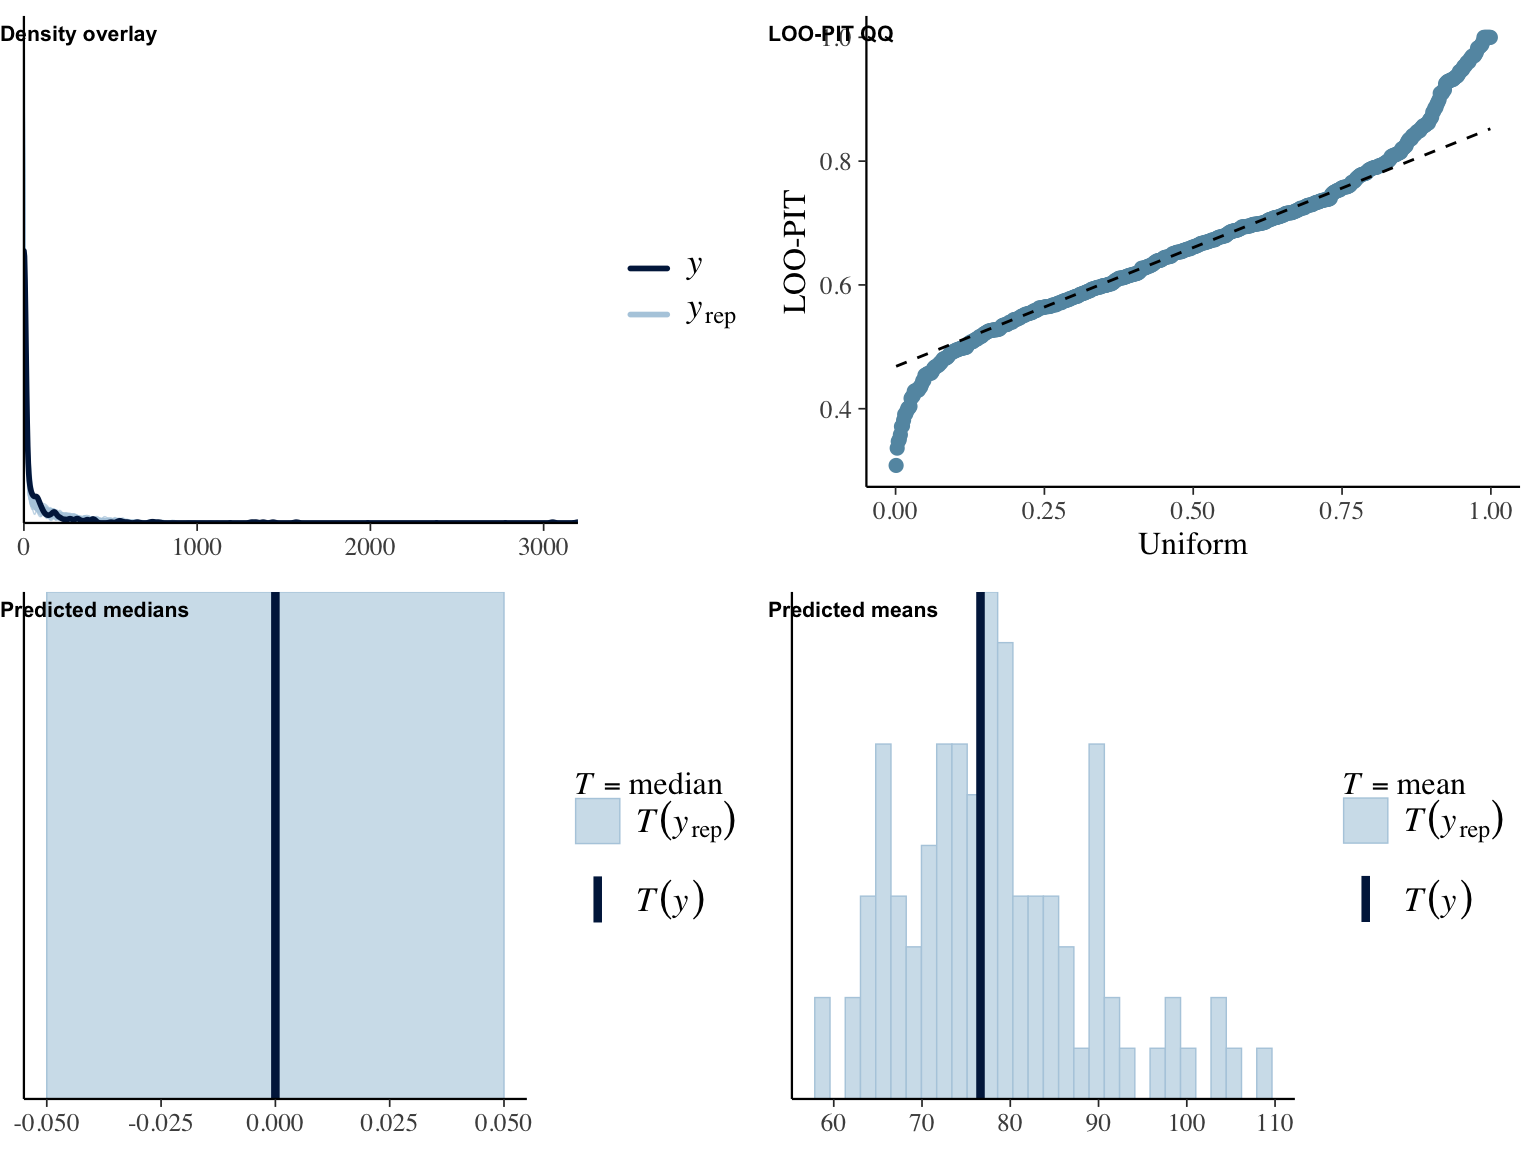 Density overlay
y
y rep
0 1000 2000 3000
LOO-PIT QQ
1.0
0.8
0.6
0.4
LOO-PIT
0.00 0.25 0.50 0.75 1.00
Uniform
Predicted medians
T = median
T(y rep)
T(y)
-0.050 -0.025 0.000 0.025 0.050
Predicted means
T = mean
T(y rep)
T(y)
60 70 80 90 100 110